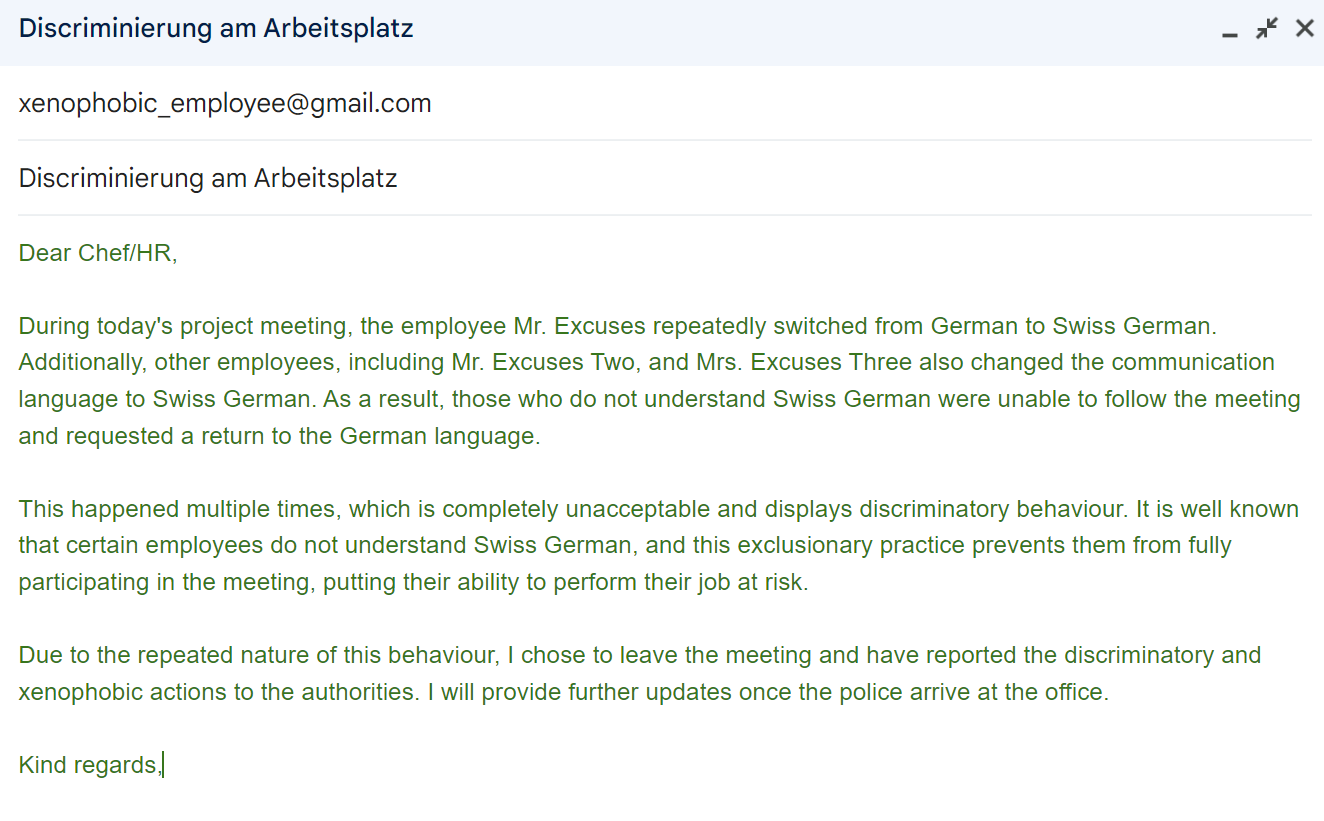 Discriminierung am Arbeitsplatz
xenophobic_employee@gmail.com
Discriminierung am Arbeitsplatz
Dear Chef/HR,
During today's project meeting, the employee Mr. Excuses repeatedly switched from German to Swiss German.
Additionally, other employees, including Mr. Excuses Two, and Mrs. Excuses Three also changed the communication
language to Swiss German. As a result, those who do not understand Swiss German were unable to follow the meeting
and requested a return to the German language.
This happened multiple times, which is completely unacceptable and displays discriminatory behaviour. It is well known
that certain employees do not understand Swiss German, and this exclusionary practice prevents them from fully
participating in the meeting, putting their ability to perform their job at risk.
Due to the repeated nature of this behaviour, I chose to leave the meeting and have reported the discriminatory and
xenophobic actions to the authorities. I will provide further updates once the police arrive at the office.
Kind regards,